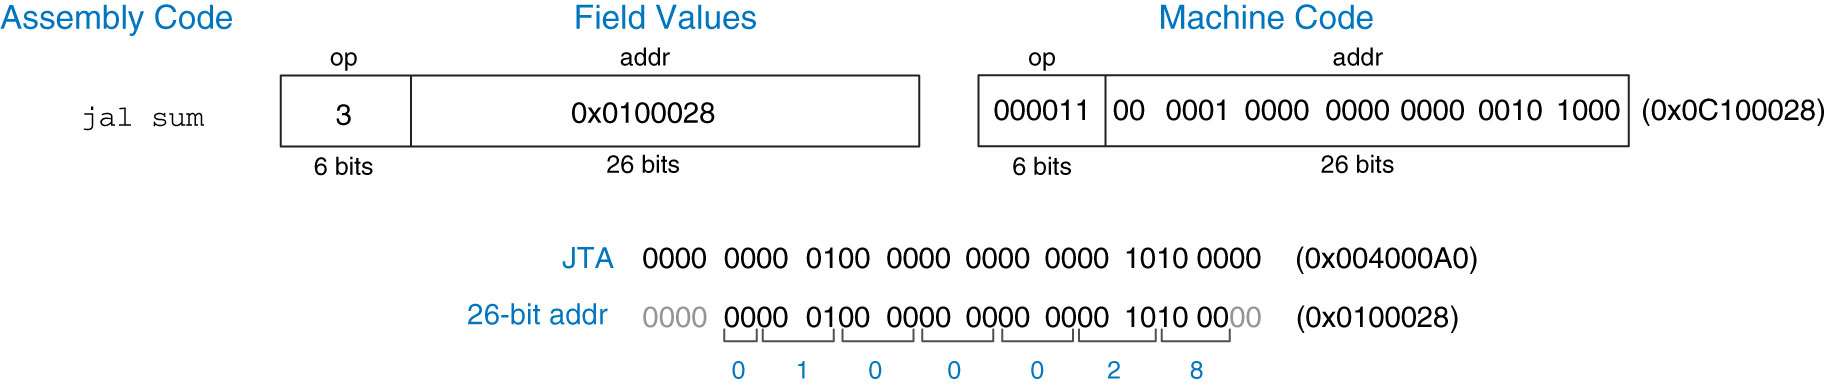 Assembly Code Field Values Machine Code
op addr op addr
jal sum 3 0x0100028 000011 00 0001 0000 0000 0000 0010 1000 (0x0C100028)
6 bits 26 bits 6 bits 26 bits
JTA 0000 0000 0100 0000 0000 0000 1010 0000 (0x004000A0)
26-bit addr 0000 0000 0100 0000 0000 0000 1010 0000 (0x0100028)
0 1 0 0 0 2 8